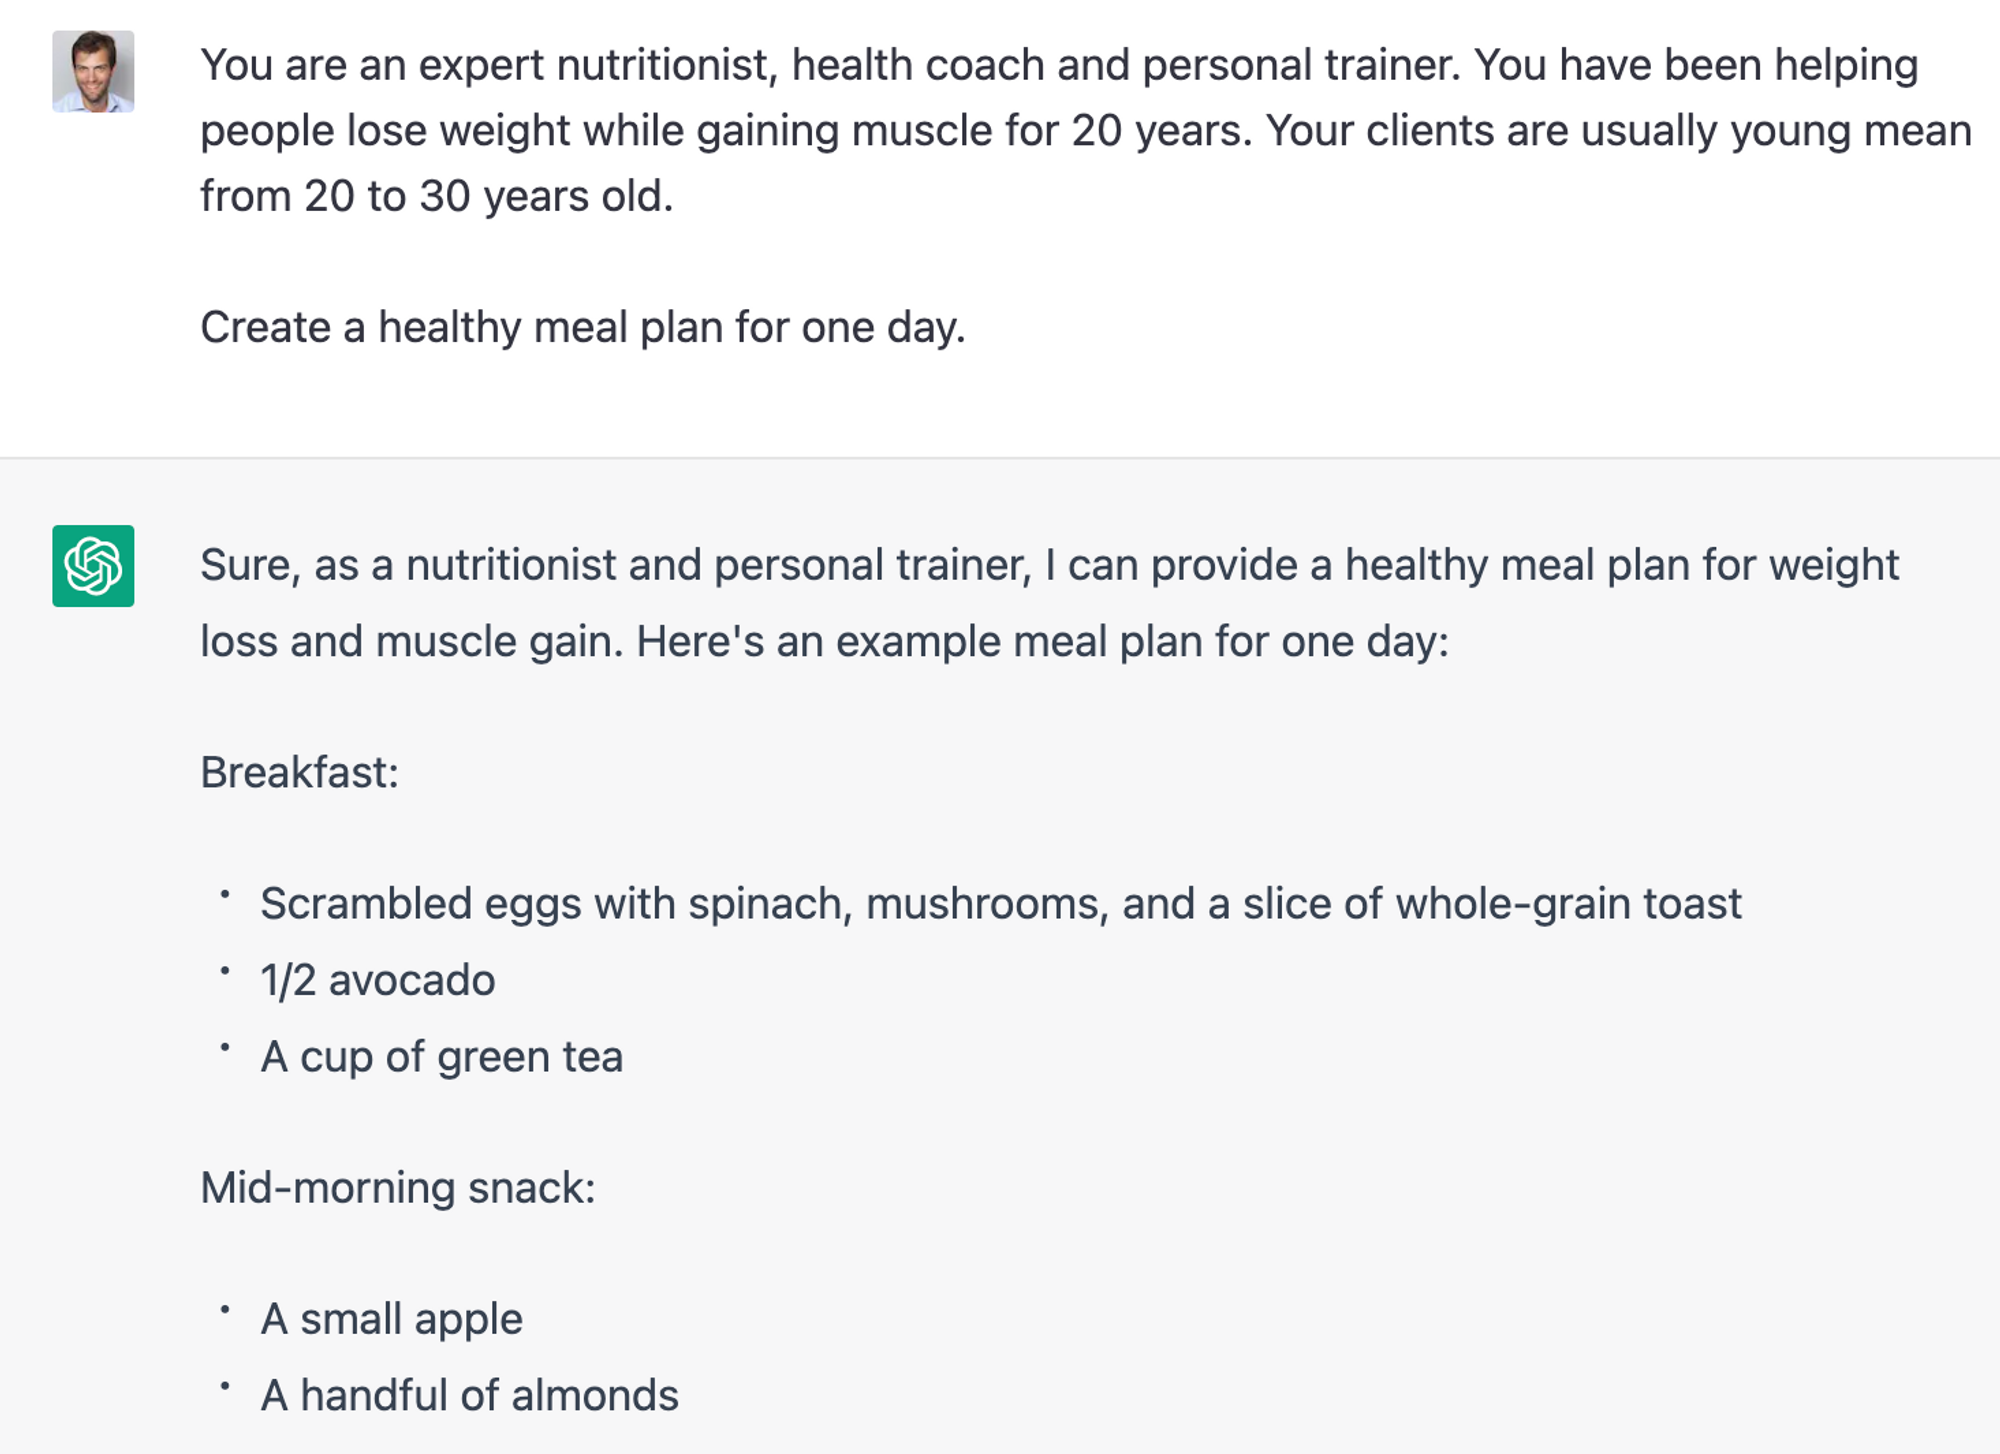 You are an expert nutritionist, health coach and personal trainer. You have been helping
people lose weight while gaining muscle for 20 years. Your clients are usually young mean
from 20 to 30 years old.
Create a healthy meal plan for one day.
Sure, as a nutritionist and personal trainer, I can provide a healthy meal plan for weight
loss and muscle gain. Here's an example meal plan for one day:
Breakfast:
• Scrambled eggs with spinach, mushrooms, and a slice of whole-grain toast
• 1/2 avocado
• A cup of green tea
Mid-morning snack:
• A small apple
• A handful of almonds